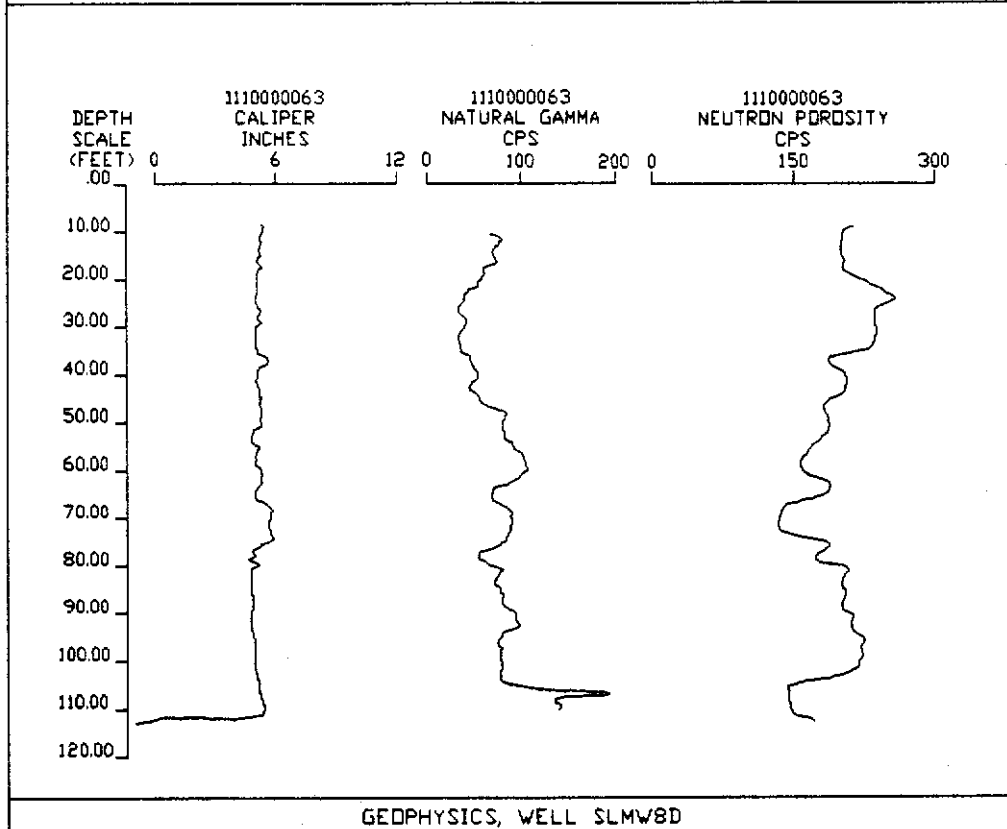 1110000063 1110000063 1110000063
DEPTH CALIPER NATURAL GAMMA NEUTRON POROSITY
SCALE INCHES CPS CPS
(FEET) 0 6 12 0 100 200 0 150 300
.00
10.00
20.00
30.00
40.00
50.00
60.00
70.00
80.00
90.00
100.00
110.00
120.00
GEOPHYSICS, WELL SLMW8D